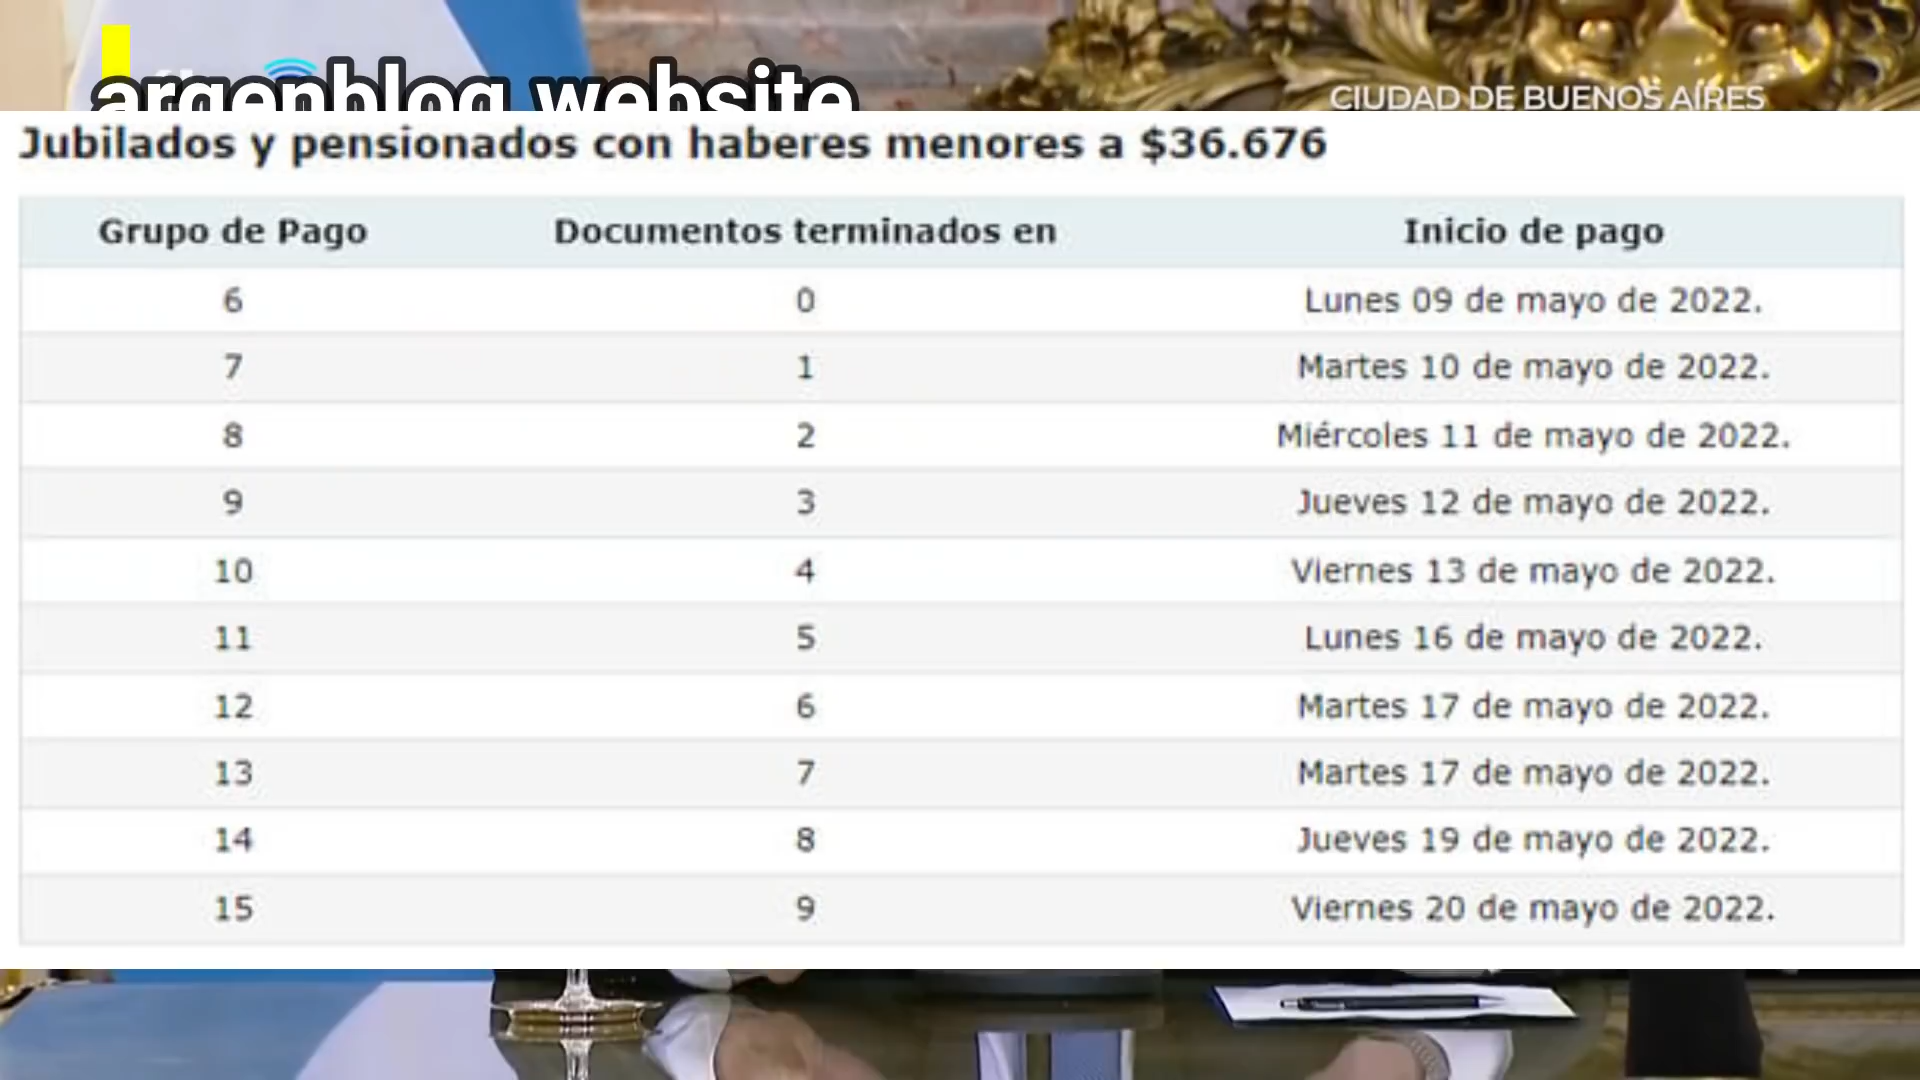 argenblog website
CIUDAD DE BUENOS AÍRES
Jubilados y pensionados con haberes menores a $36.676
Grupo de Pago Documentos terminados en Inicio de pago
6 0 Lunes 09 de mayo de 2022.
7 1 Martes 10 de mayo de 2022.
8 2 Miércoles 11 de mayo de 2022.
9 3 Jueves 12 de mayo de 2022.
10 4 Viernes 13 de mayo de 2022.
11 5 Lunes 16 de mayo de 2022.
12 6 Martes 17 de mayo de 2022.
13 7 Martes 17 de mayo de 2022.
14 8 Jueves 19 de mayo de 2022.
15 9 Viernes 20 de mayo de 2022.